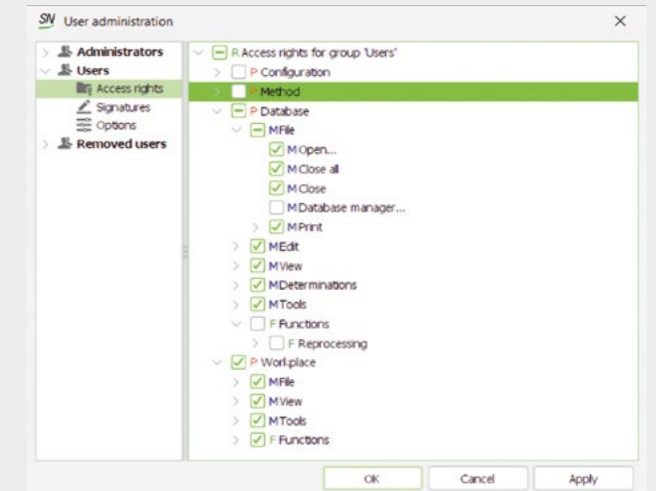 SN User administration
Administrators
Users
Access rights
Signatures
Options
Removed users
R Access rights for group 'Users'
P Configuration
P Method
P Database
M File
M Open...
M Close all
M Close
M Database manager...
M Print
M Edit
M View
M Determinations
M Tools
F Functions
F Reprocessing
P Workplace
M File
M View
M Tools
F Functions
OK Cancel Apply